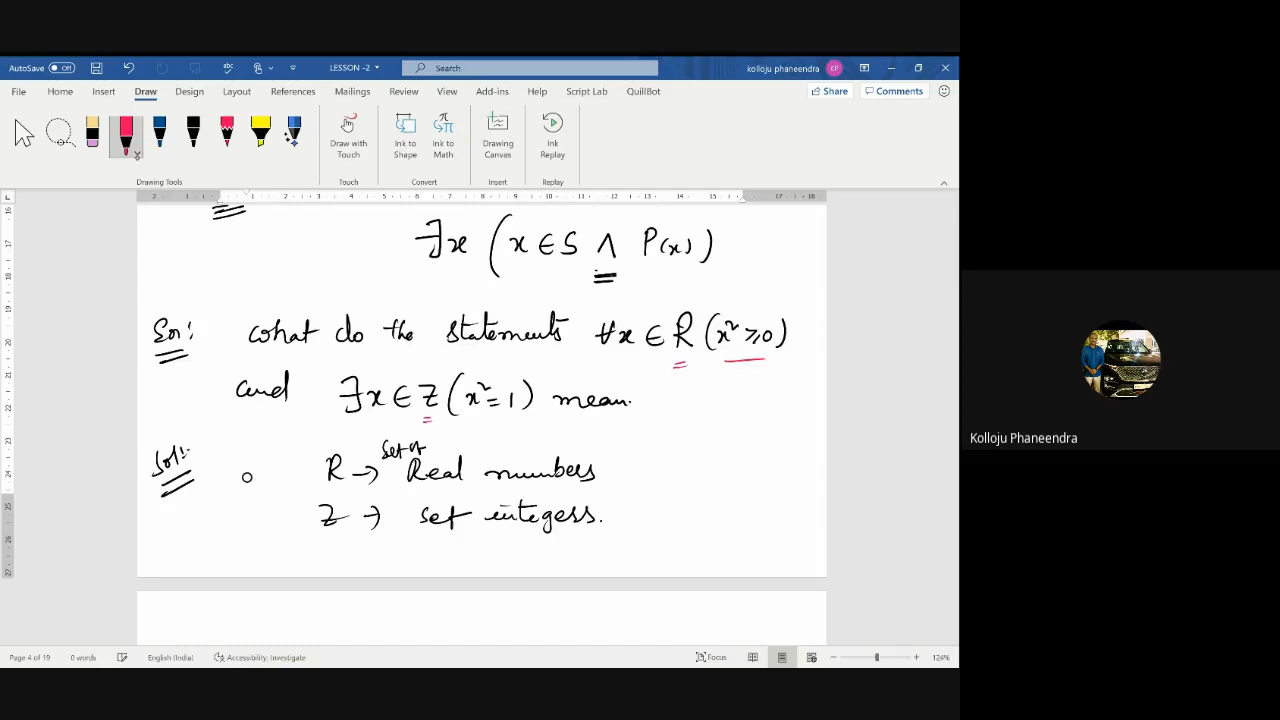 AutoSave Off LESSON -2 Search kolloju phaneendra KP
File Home Insert Draw Design Layout References Mailings Review View Add-ins Help Script Lab QuillBot Share Comments
Draw with Touch Ink to Shape Ink to Math Drawing Canvas Ink Replay
Drawing Tools Touch Convert Insert Replay
∃x (x ∈ S ∧ P(x))
What do the statements ∀x ∈ R (x² ≥ 0)
and ∃x ∈ Z (x² = 1) mean.
Sol:
set of
R → Real numbers
Z → set integers.
Page 4 of 19 0 words English (India) Accessibility: Investigate Focus 124%
Kolloju Phaneendra